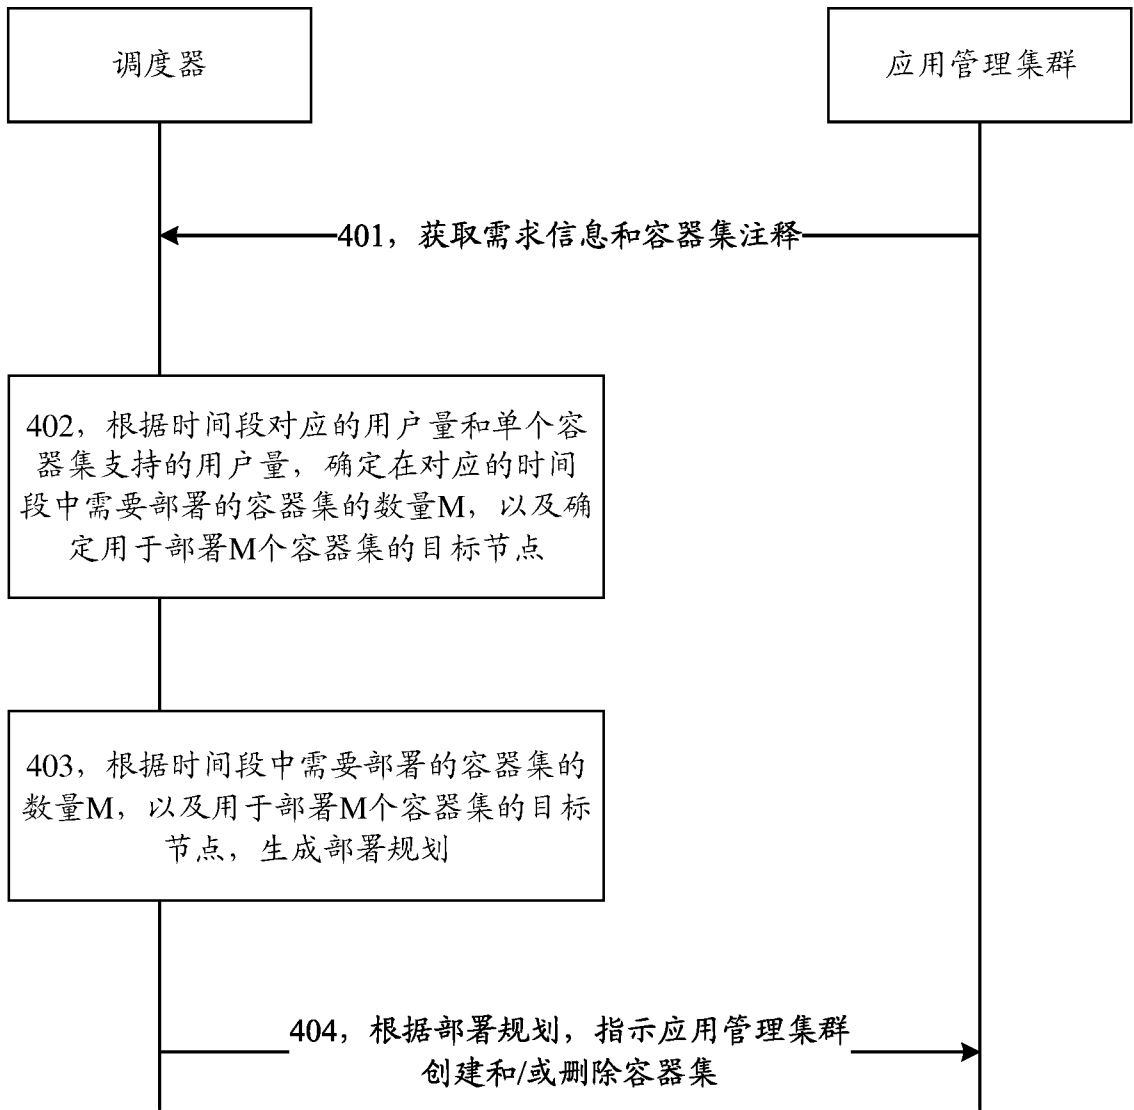 调度器
应用管理集群
401，获取需求信息和容器集注释
402，根据时间段对应的用户量和单个容
器集支持的用户量，确定在对应的时间
段中需要部署的容器集的数量M，以及确
定用于部署M个容器集的目标节点
403，根据时间段中需要部署的容器集的
数量M，以及用于部署M个容器集的目标
节点，生成部署规划
404，根据部署规划，指示应用管理集群
创建和/或删除容器集